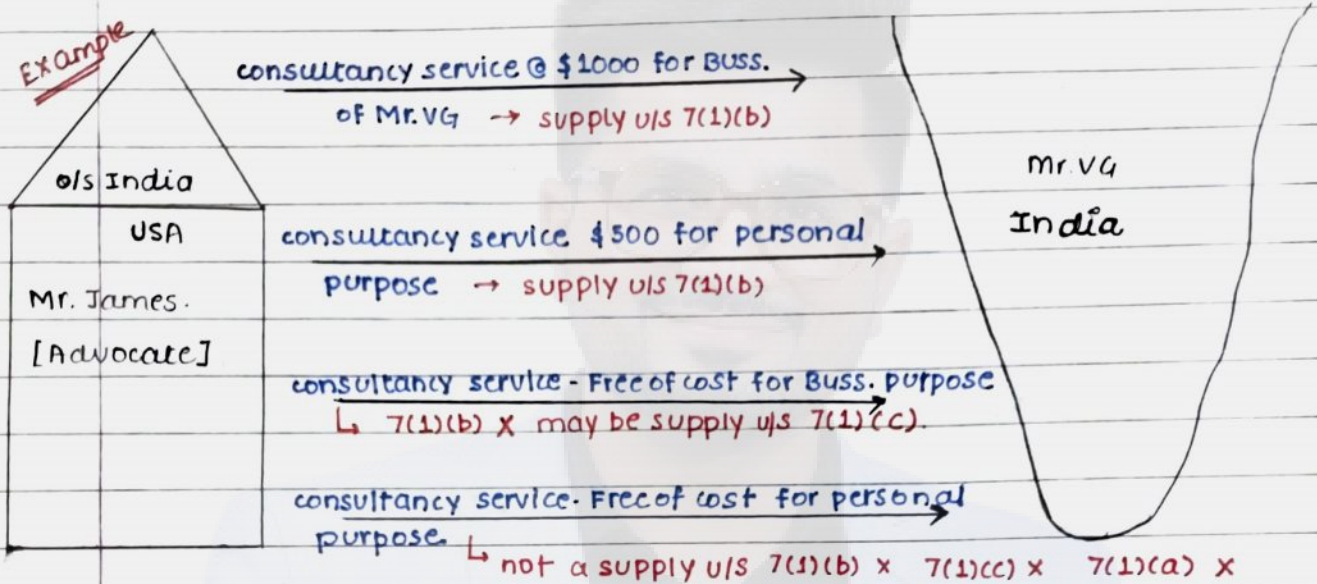 Example
consultancy service @ $1000 for Buss.
of Mr. VG → supply u/s 7(1)(b)
o/s India
USA
Mr. James.
[Advocate]
consultancy service $500 for personal
purpose → supply u/s 7(1)(b)
consultancy service - Free of cost for Buss. purpose
↳ 7(1)(b) x may be supply u/s 7(1)(c).
consultancy service. Free of cost for personal
purpose.
↳ not a supply u/s 7(1)(b) x 7(1)(c) x 7(1)(a) x
Mr. VG
India